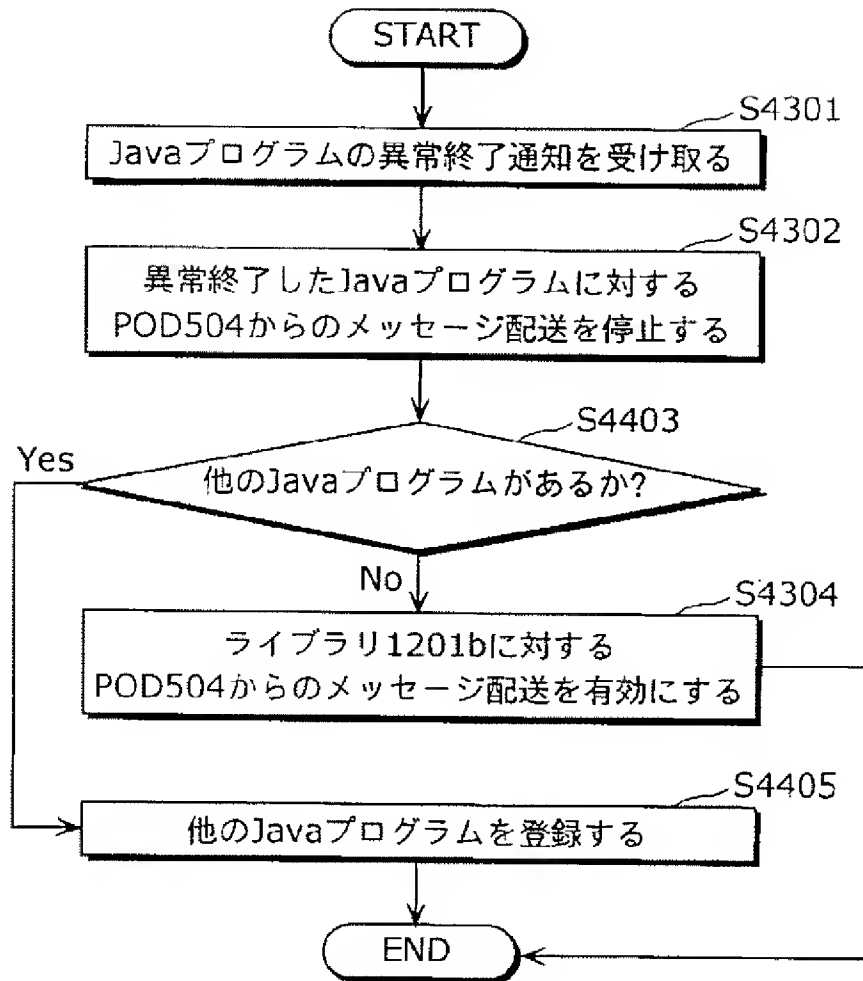 START
S4301
Javaプログラムの異常終了通知を受け取る
S4302
異常終了したJavaプログラムに対する
POD504からのメッセージ配送を停止する
S4403
Yes
他のJavaプログラムがあるか?
No
S4304
ライブラリ1201bに対する
POD504からのメッセージ配送を有効にする
S4405
他のJavaプログラムを登録する
END